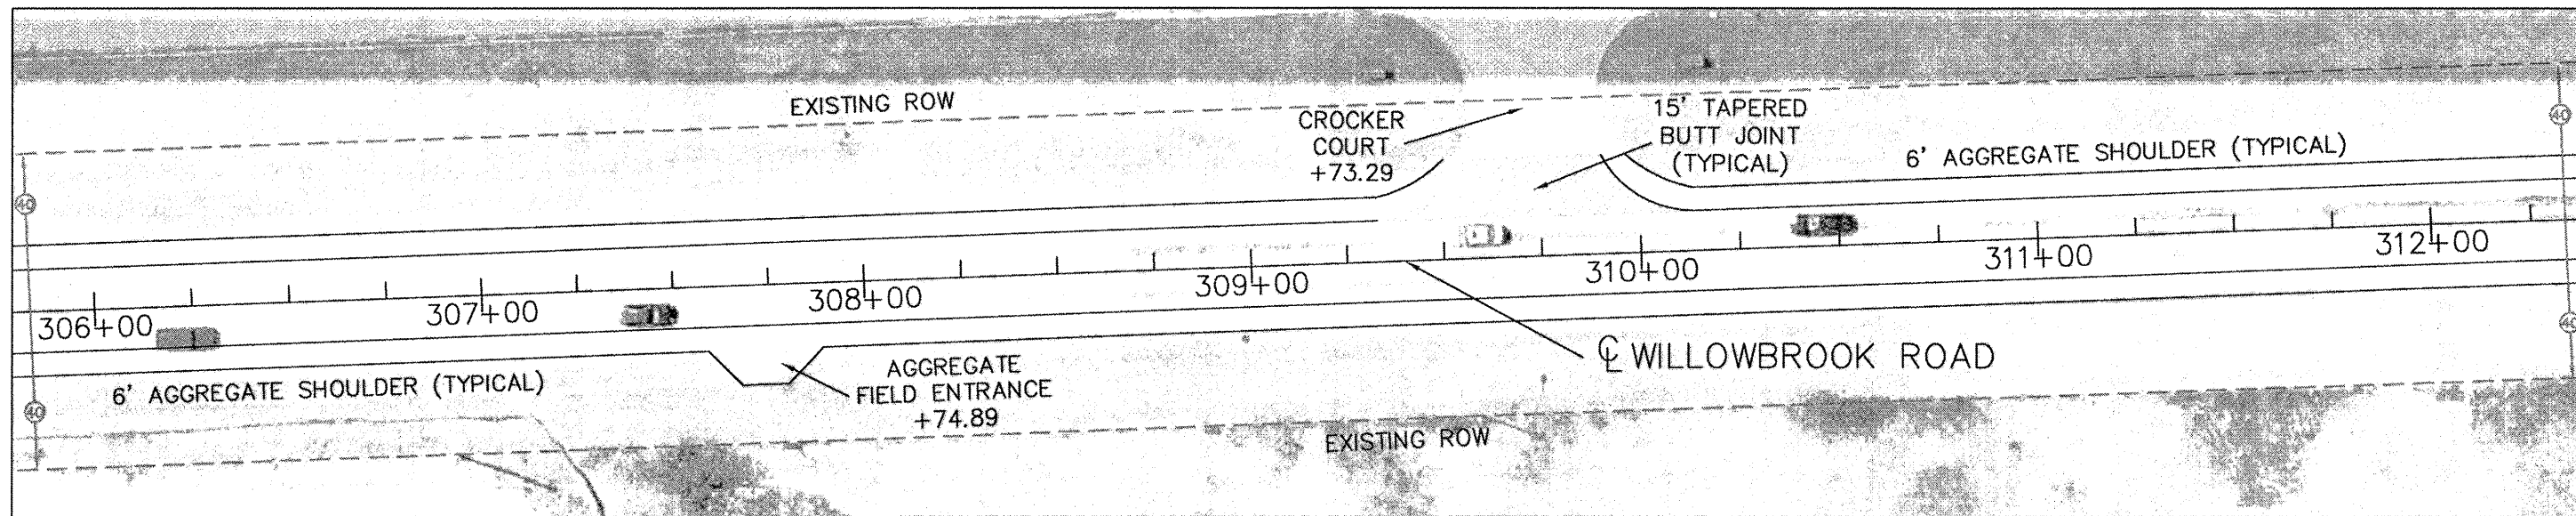 EXISTING ROW
CROCKER
COURT
+73.29
15' TAPERED
BUTT JOINT
(TYPICAL)
6' AGGREGATE SHOULDER (TYPICAL)
40
40
306+00
307+00
308+00
309+00
310+00
311+00
312+00
40
40
6' AGGREGATE SHOULDER (TYPICAL)
AGGREGATE
FIELD ENTRANCE
+74.89
℄ WILLOWBROOK ROAD
EXISTING ROW